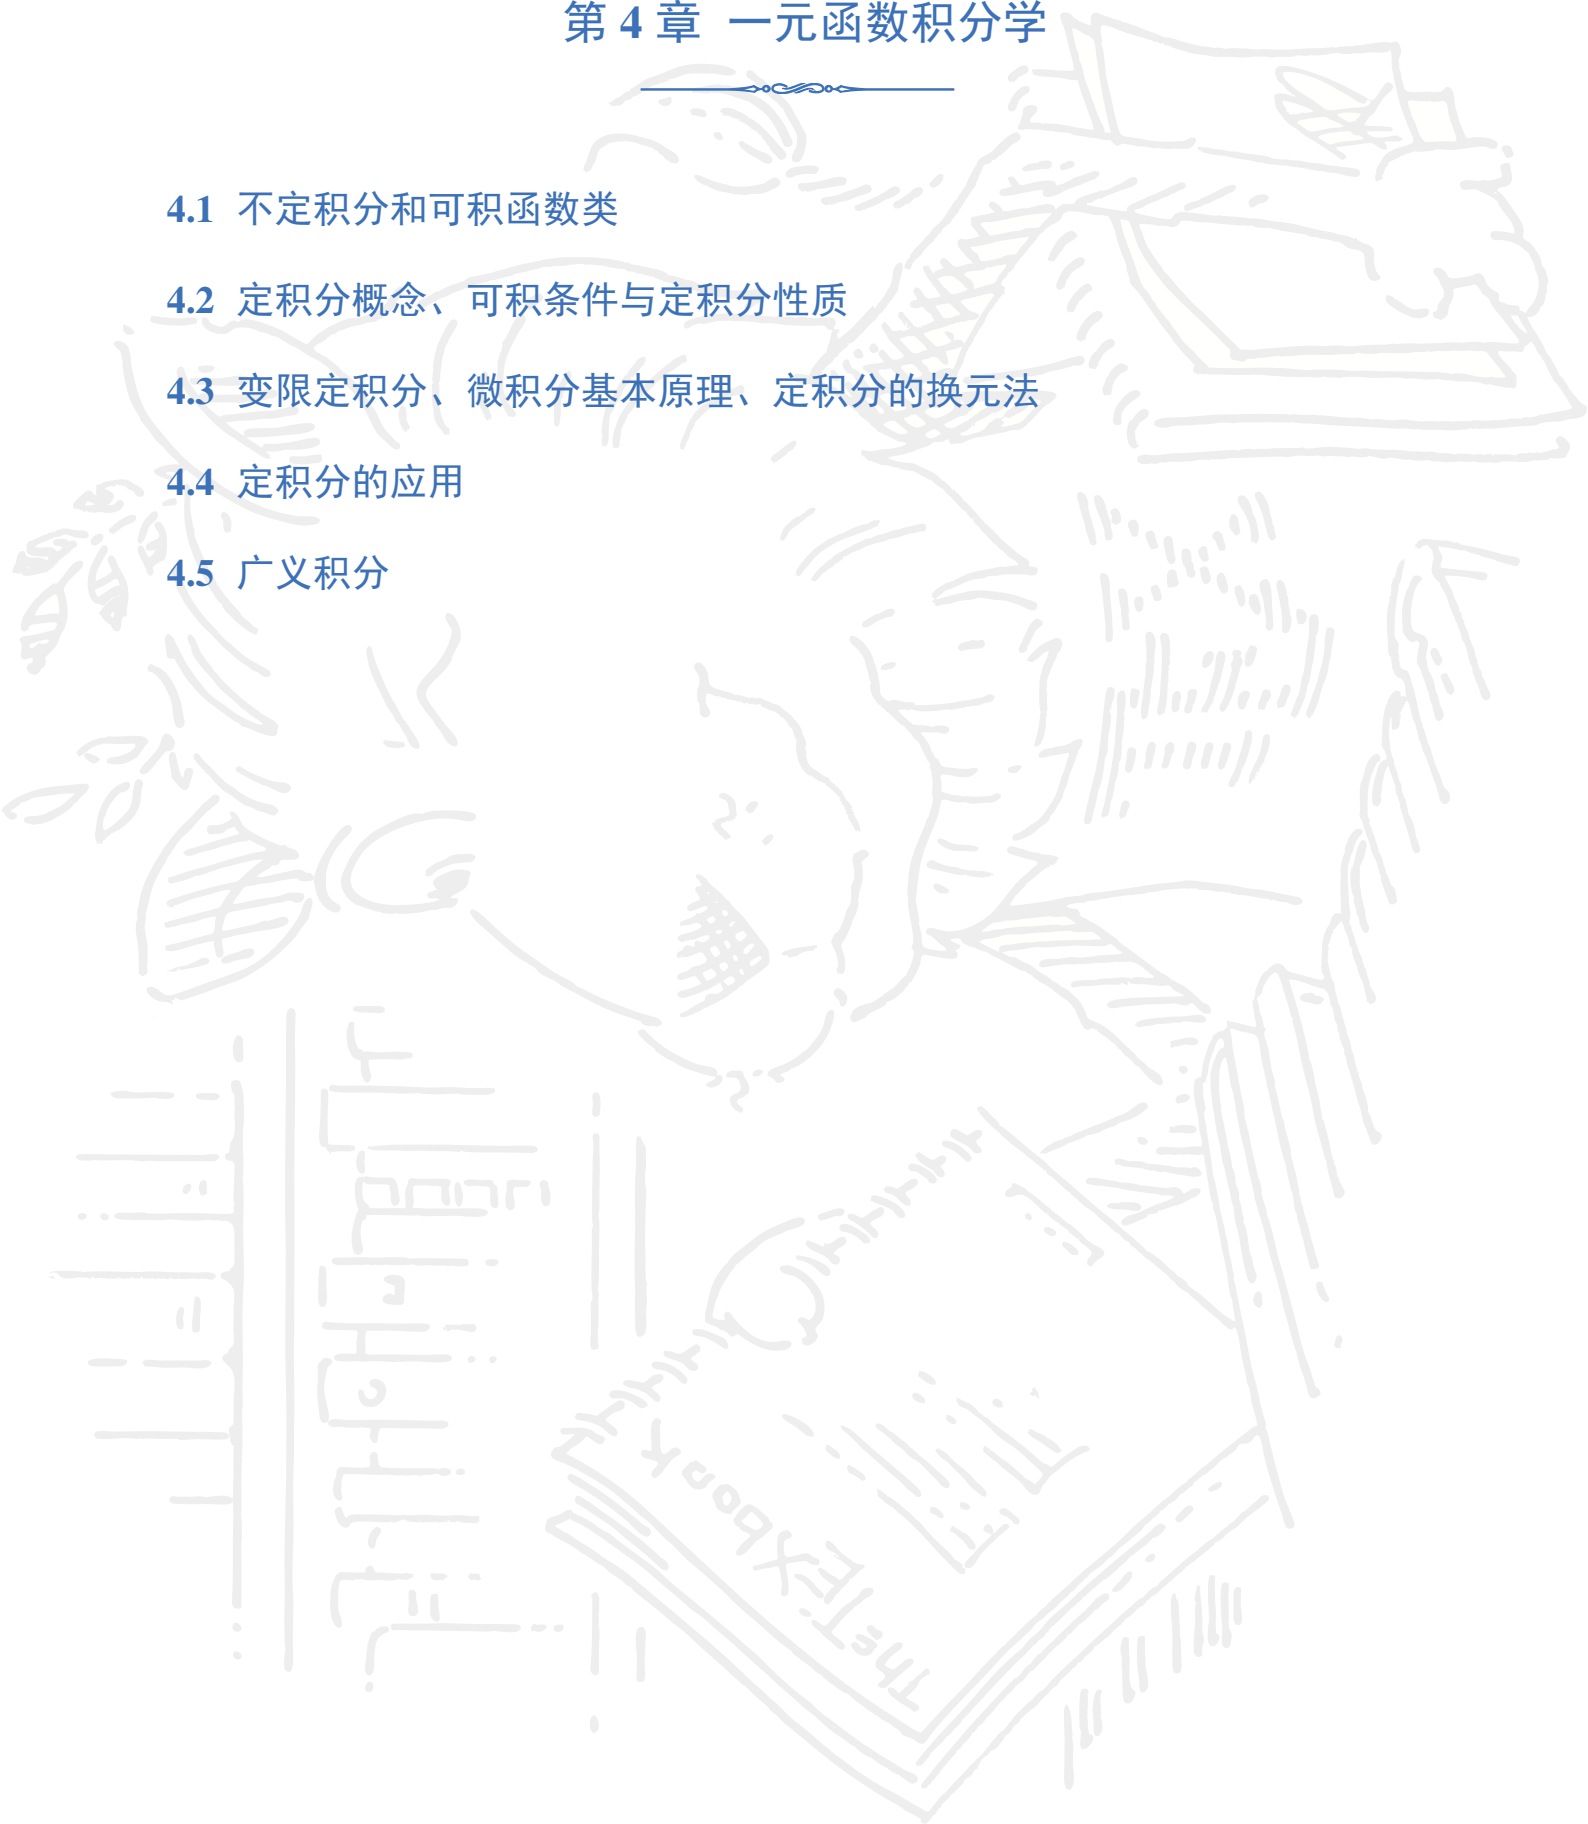 第 4 章 一元函数积分学
4.1 不定积分和可积函数类
4.2 定积分概念、可积条件与定积分性质
4.3 变限定积分、微积分基本原理、定积分的换元法
4.4 定积分的应用
4.5 广义积分